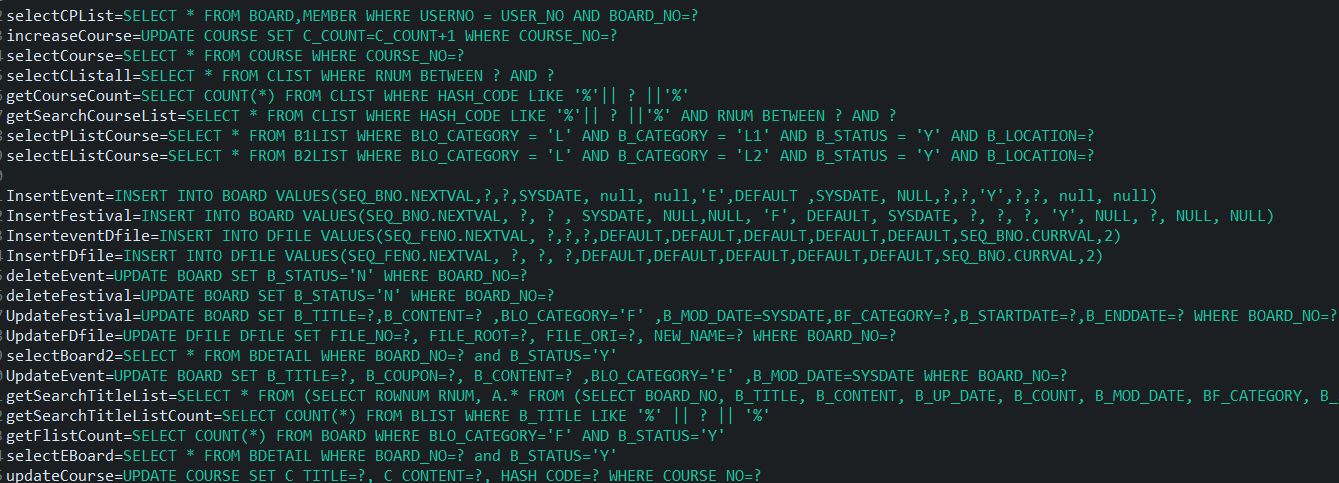 selectCPList=SELECT * FROM BOARD,MEMBER WHERE USERNO = USER_NO AND BOARD_NO=?
increaseCourse=UPDATE COURSE SET C_COUNT=C_COUNT+1 WHERE COURSE_NO=?
selectCourse=SELECT * FROM COURSE WHERE COURSE_NO=?
selectCListall=SELECT * FROM CLIST WHERE RNUM BETWEEN ? AND ?
getCourseCount=SELECT COUNT(*) FROM CLIST WHERE HASH_CODE LIKE '%'|| ? ||'%'
getSearchCourseList=SELECT * FROM CLIST WHERE HASH_CODE LIKE '%'|| ? ||'%' AND RNUM BETWEEN ? AND ?
selectPListCourse=SELECT * FROM B1LIST WHERE BLO_CATEGORY = 'L' AND B_CATEGORY = 'L1' AND B_STATUS = 'Y' AND B_LOCATION=?
selectEListCourse=SELECT * FROM B2LIST WHERE BLO_CATEGORY = 'L' AND B_CATEGORY = 'L2' AND B_STATUS = 'Y' AND B_LOCATION=?
InsertEvent=INSERT INTO BOARD VALUES(SEQ_BNO.NEXTVAL,?,?,SYSDATE, null, null,'E',DEFAULT ,SYSDATE, NULL,?,?,'Y',?,?, null, null)
InsertFestival=INSERT INTO BOARD VALUES(SEQ_BNO.NEXTVAL, ?, ? , SYSDATE, NULL,NULL, 'F', DEFAULT, SYSDATE, ?, ?, ?, 'Y', NULL, ?, NULL, NULL)
InserteventDfile=INSERT INTO DFILE VALUES(SEQ_FENO.NEXTVAL, ?,?,?,DEFAULT,DEFAULT,DEFAULT,DEFAULT,DEFAULT,SEQ_BNO.CURRVAL,2)
InsertFDfile=INSERT INTO DFILE VALUES(SEQ_FENO.NEXTVAL, ?, ?, ?,DEFAULT,DEFAULT,DEFAULT,DEFAULT,DEFAULT,SEQ_BNO.CURRVAL,2)
deleteEvent=UPDATE BOARD SET B_STATUS='N' WHERE BOARD_NO=?
deleteFestival=UPDATE BOARD SET B_STATUS='N' WHERE BOARD_NO=?
UpdateFestival=UPDATE BOARD SET B_TITLE=?,B_CONTENT=? ,BLO_CATEGORY='F' ,B_MOD_DATE=SYSDATE,BF_CATEGORY=?,B_STARTDATE=?,B_ENDDATE=? WHERE BOARD_NO=?
UpdateFDfile=UPDATE DFILE DFILE SET FILE_NO=?, FILE_ROOT=?, FILE_ORI=?, NEW_NAME=? WHERE BOARD_NO=?
selectBoard2=SELECT * FROM BDETAIL WHERE BOARD_NO=? and B_STATUS='Y'
UpdateEvent=UPDATE BOARD SET B_TITLE=?, B_COUPON=?, B_CONTENT=? ,BLO_CATEGORY='E' ,B_MOD_DATE=SYSDATE WHERE BOARD_NO=?
getSearchTitleList=SELECT * FROM (SELECT ROWNUM RNUM, A.* FROM (SELECT BOARD_NO, B_TITLE, B_CONTENT, B_UP_DATE, B_COUNT, B_MOD_DATE, BF_CATEGORY, B_
getSearchTitleListCount=SELECT COUNT(*) FROM BLIST WHERE B_TITLE LIKE '%' || ? || '%'
getFlistCount=SELECT COUNT(*) FROM BOARD WHERE BLO_CATEGORY='F' AND B_STATUS='Y'
selectEBoard=SELECT * FROM BDETAIL WHERE BOARD_NO=? and B_STATUS='Y'
updateCourse=UPDATE COURSE SET C_TITLE=?, C_CONTENT=?, HASH_CODE=? WHERE COURSE_NO=?